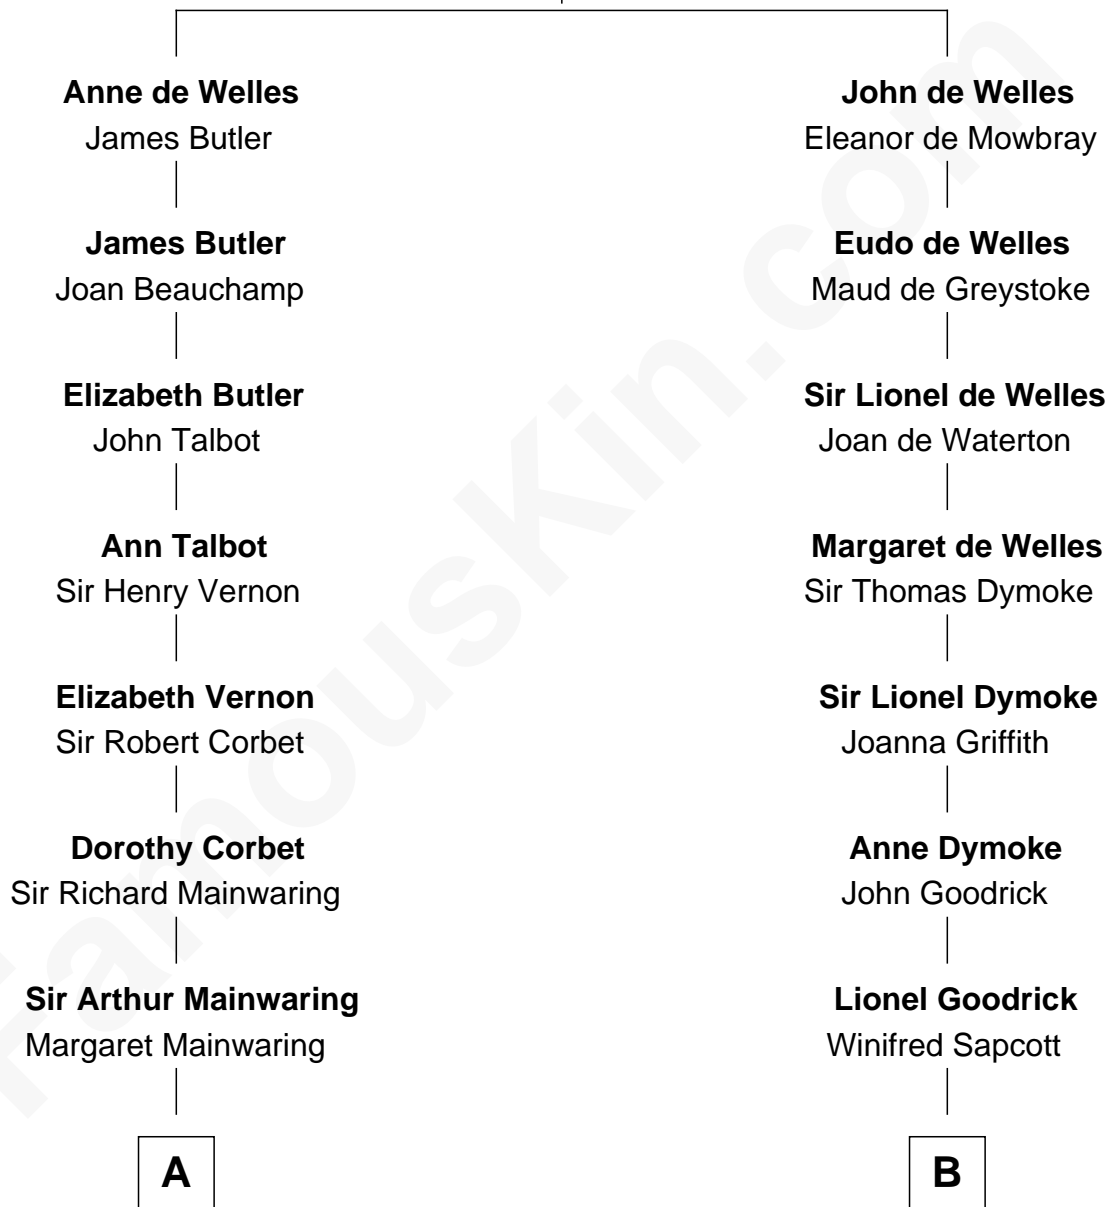 Anne de Welles
James Butler
James Butler
Joan Beauchamp
Elizabeth Butler
John Talbot
Ann Talbot
Sir Henry Vernon
Elizabeth Vernon
Sir Robert Corbet
Dorothy Corbet
Sir Richard Mainwaring
Sir Arthur Mainwaring
Margaret Mainwaring
A
John de Welles
Eleanor de Mowbray
Eudo de Welles
Maud de Greystoke
Sir Lionel de Welles
Joan de Waterton
Margaret de Welles
Sir Thomas Dymoke
Sir Lionel Dymoke
Joanna Griffith
Anne Dymoke
John Goodrick
Lionel Goodrick
Winifred Sapcott
B
FamousKin.com